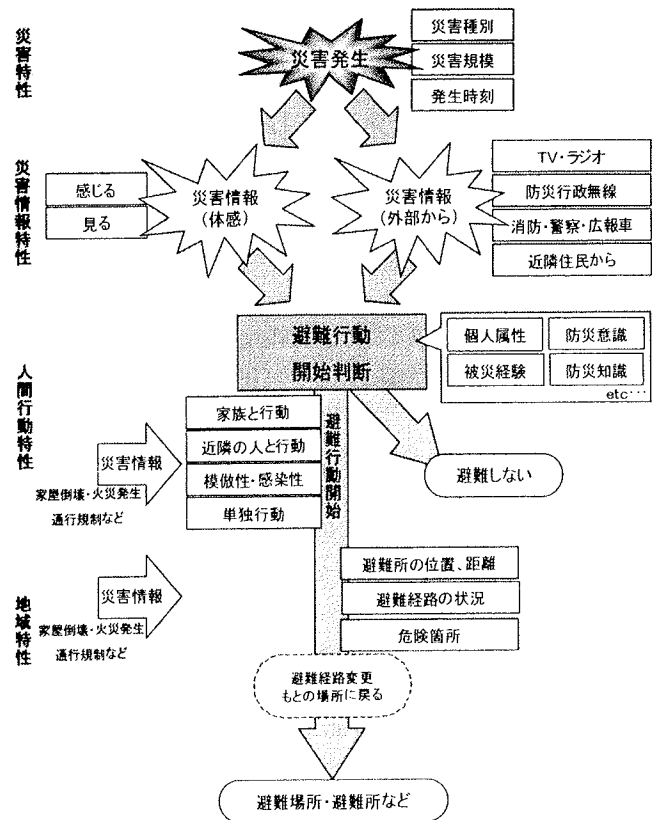 災害特性
災害発生
災害種別
災害規模
発生時刻
災害情報特性
感じる
見る
災害情報
(体感)
災害情報
(外部から)
TV・ラジオ
防災行政無線
消防・警察・広報車
近隣住民から
避難行動
開始判断
個人属性
防災意識
被災経験
防災知識
etc…
人間行動特性
災害情報
家屋倒壊・火災発生
通行規制など
家族と行動
近隣の人と行動
模倣性・感染性
単独行動
避難行動開始
避難しない
地域特性
災害情報
家屋倒壊・火災発生
通行規制など
避難所の位置、距離
避難経路の状況
危険箇所
避難経路変更
もとの場所に戻る
避難場所・避難所など